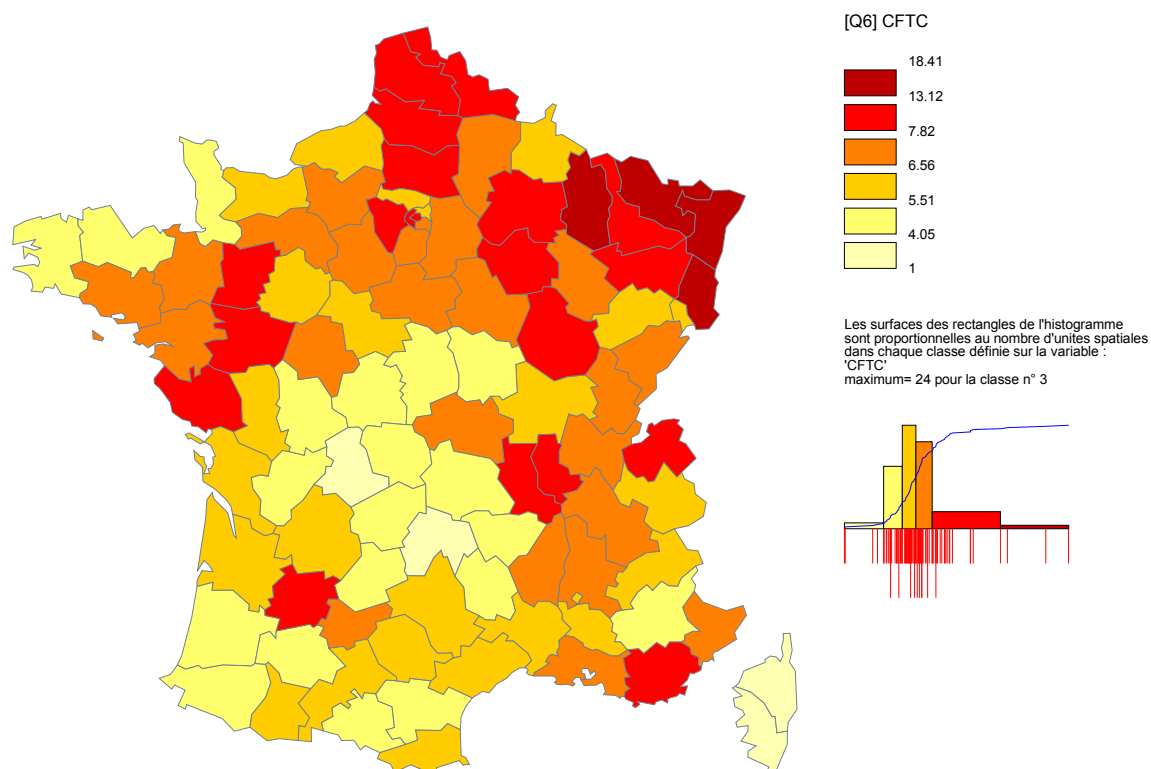 [Q6] CFTC
18.41
13.12
7.82
6.56
5.51
4.05
1
Les surfaces des rectangles de l'histogramme
sont proportionnelles au nombre d'unites spatiales
dans chaque classe définie sur la variable :
'CFTC'
maximum= 24 pour la classe n° 3